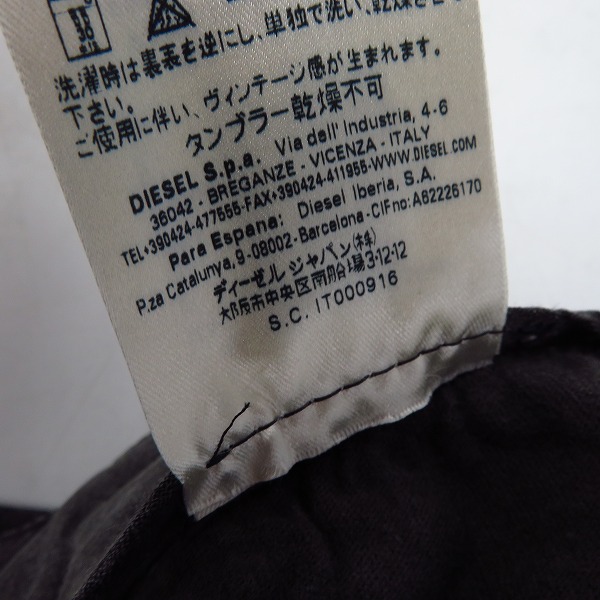 30
洗濯時は裏表を逆にし、単独で洗い、乾燥させて
下さい。
ご使用に伴い、ヴィンテージ感が生まれます。
タンブラー乾燥不可
DIESEL S.p.a. Via dell' Industria, 4-6
36042 - BREGANZE - VICENZA - ITALY
TEL+390424-477555-FAX+390424-411955-WWW.DIESEL.COM
Para Espana: Diesel Iberia, S.A.
P.za Catalunya,9-08002-Barcelona-CIFno:A82226170
ディーゼル ジャパン(株)
大阪市中央区南船場3-12-12
S.C. IT000916